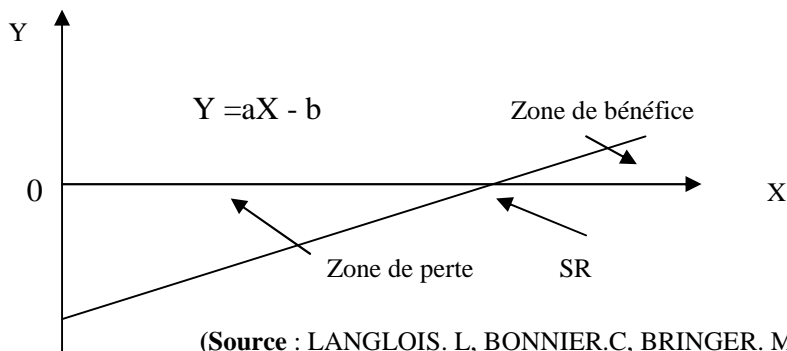 Y
Y =aX - b
Zone de bénéfice
0
X
Zone de perte
SR
(Source : LANGLOIS. L, BONNIER.C, BRINGER. M